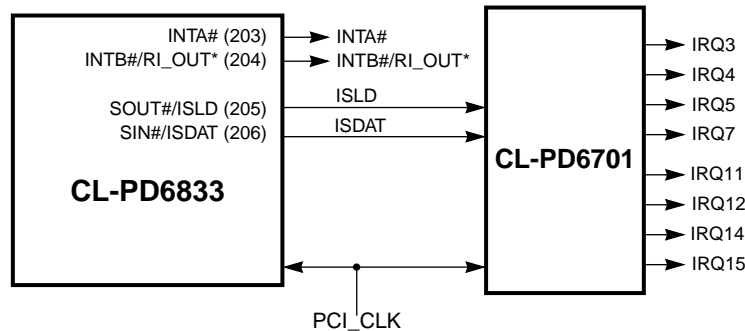 INTA# (203)
INTA#
INTB#/RI_OUT* (204)
INTB#/RI_OUT*
SOUT#/ISLD (205)
ISLD
SIN#/ISDAT (206)
ISDAT
CL-PD6833
CL-PD6701
IRQ3
IRQ4
IRQ5
IRQ7
IRQ11
IRQ12
IRQ14
IRQ15
PCI_CLK